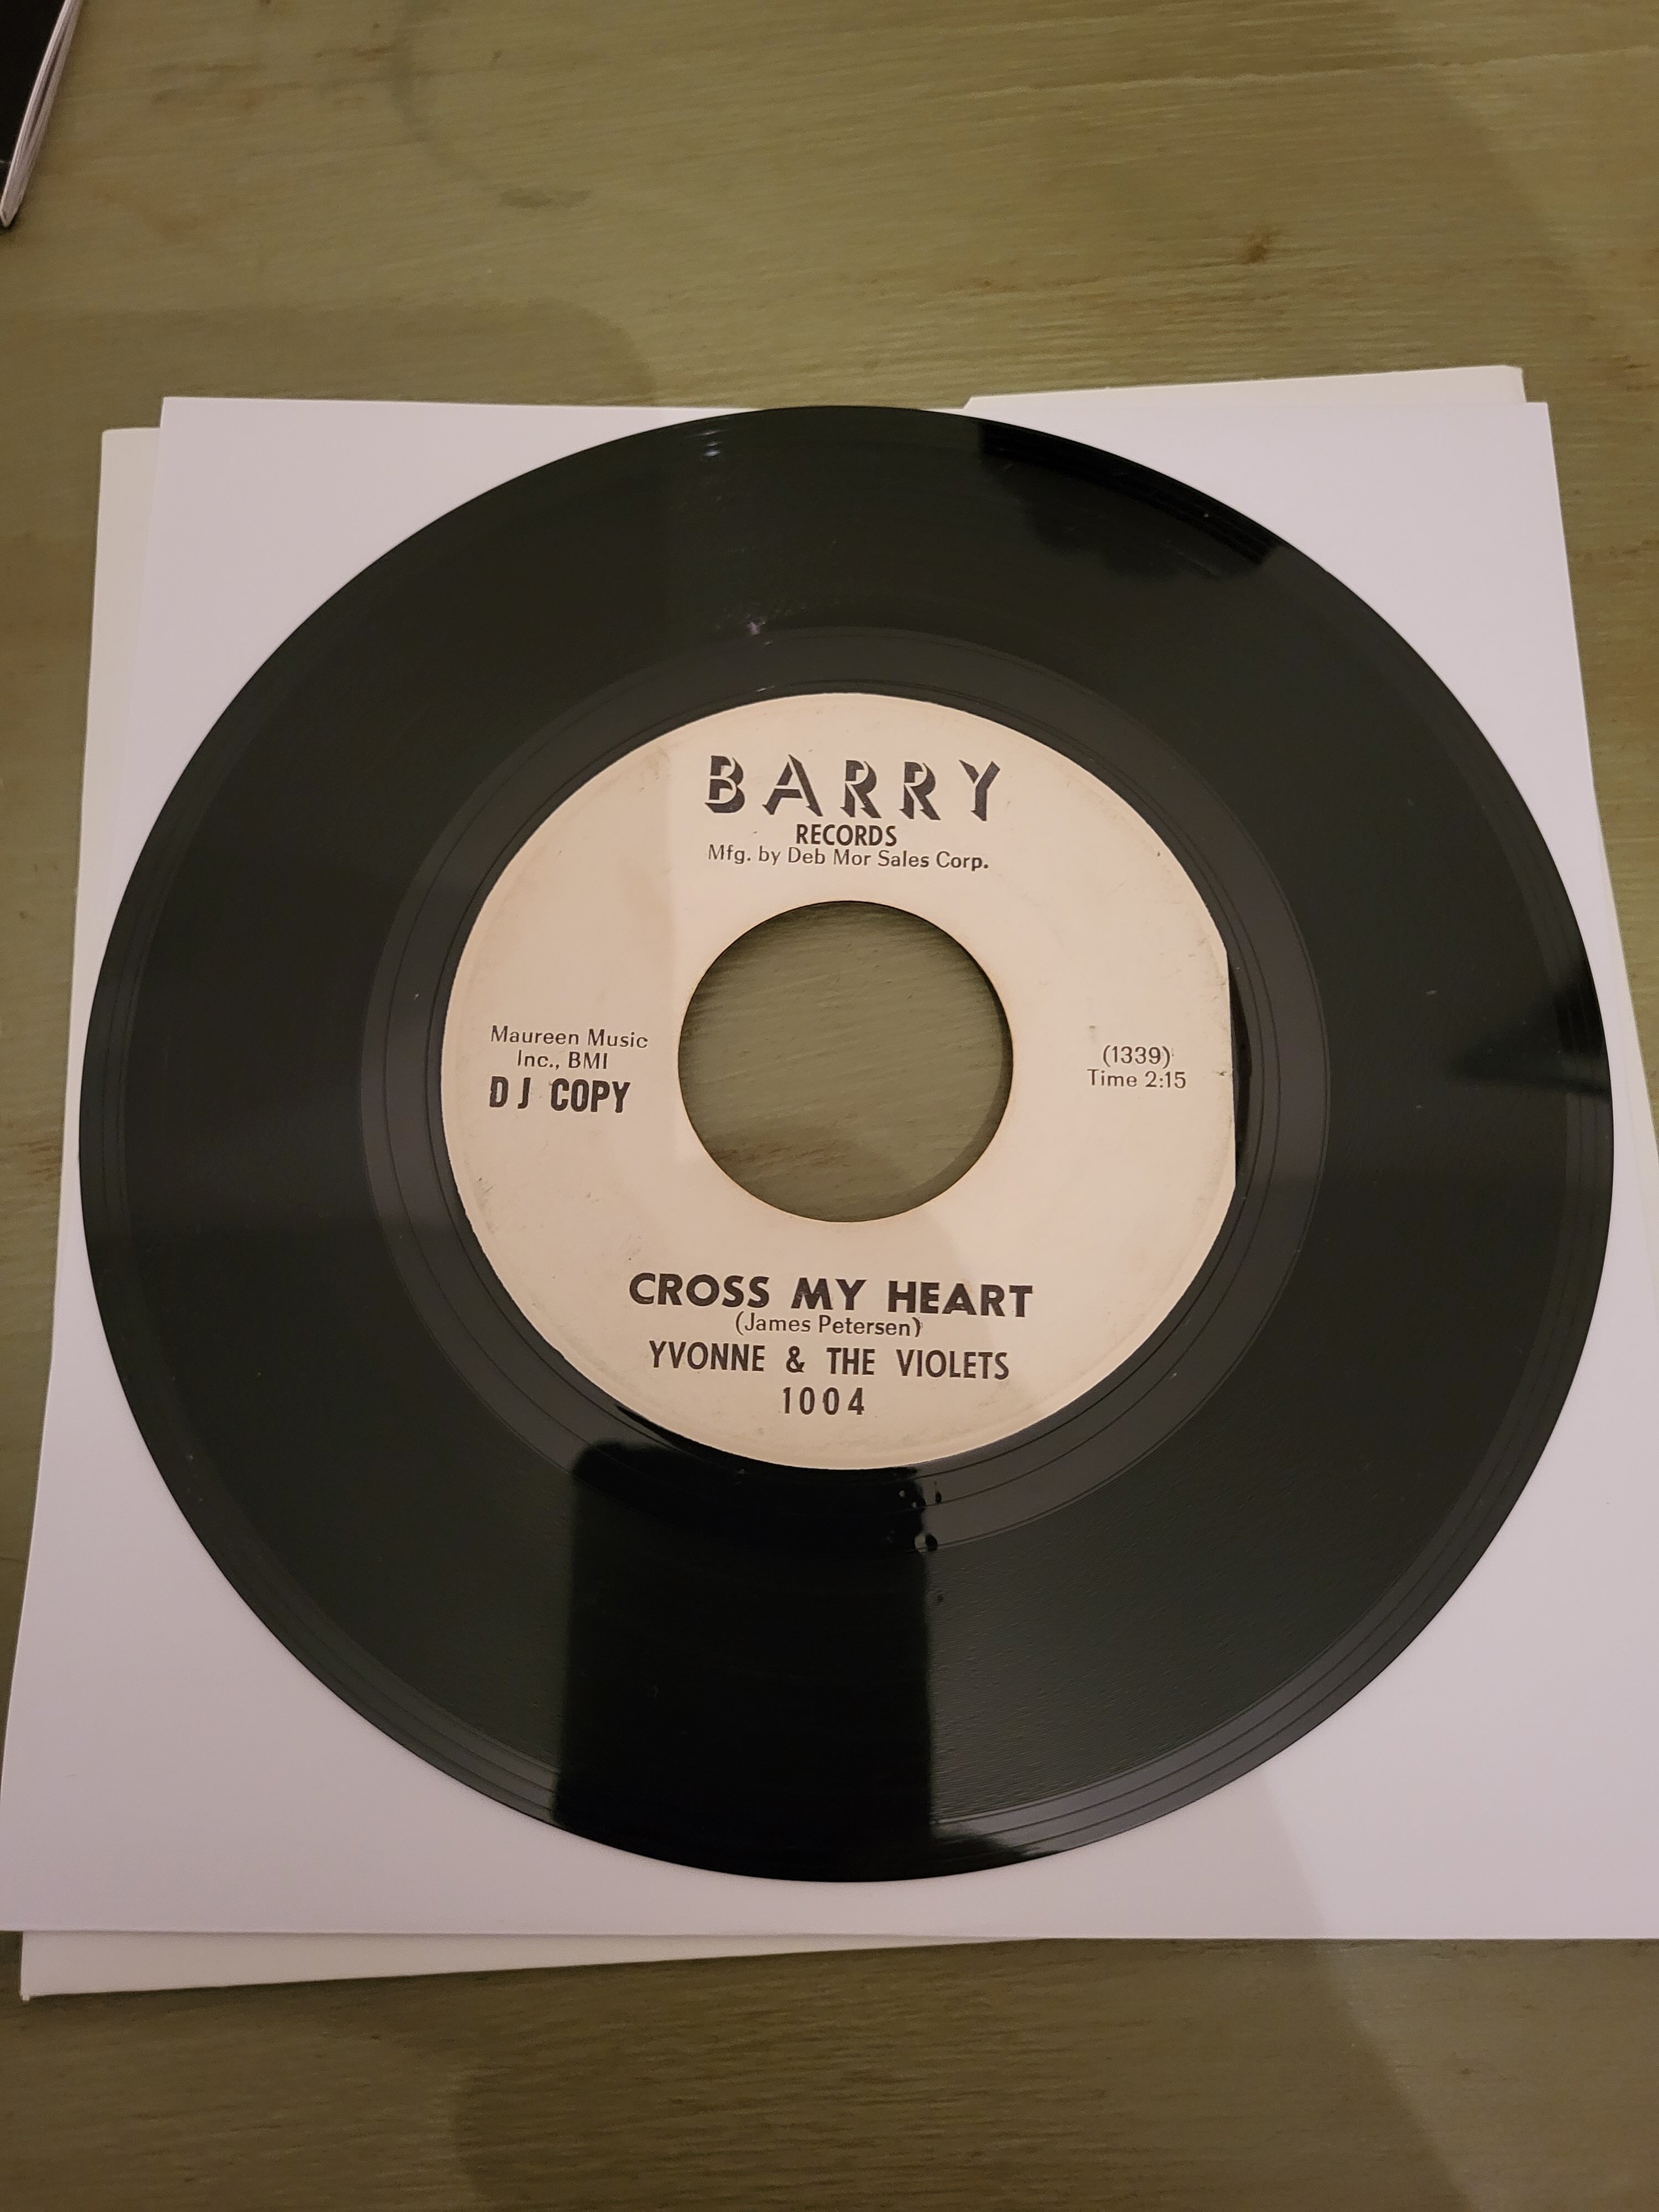 BARRY
RECORDS
Mfg. by Deb Mor Sales Corp.
Maureen Music
Inc., BMI
DJ COPY
(1339)
Time 2:15
CROSS MY HEART
(James Petersen)
YVONNE & THE VIOLETS
1004